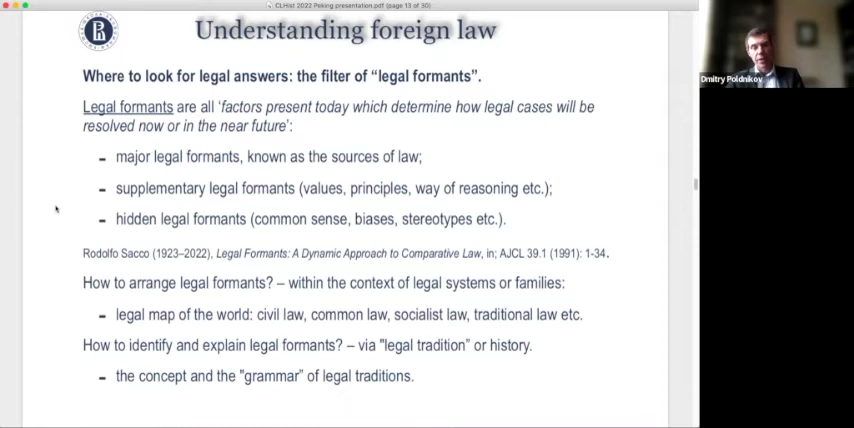 CLHist 2022 Peking presentation.pdf (page 13 of 30)
Understanding foreign law
Where to look for legal answers: the filter of “legal formants”.
Legal formants are all ‘factors present today which determine how legal cases will be
resolved now or in the near future’:
- major legal formants, known as the sources of law;
- supplementary legal formants (values, principles, way of reasoning etc.);
- hidden legal formants (common sense, biases, stereotypes etc.).
Rodolfo Sacco (1923–2022), Legal Formants: A Dynamic Approach to Comparative Law, in; AJCL 39.1 (1991): 1-34.
How to arrange legal formants? – within the context of legal systems or families:
- legal map of the world: civil law, common law, socialist law, traditional law etc.
How to identify and explain legal formants? – via "legal tradition” or history.
- the concept and the "grammar” of legal traditions.
Dmitry Poldnikov